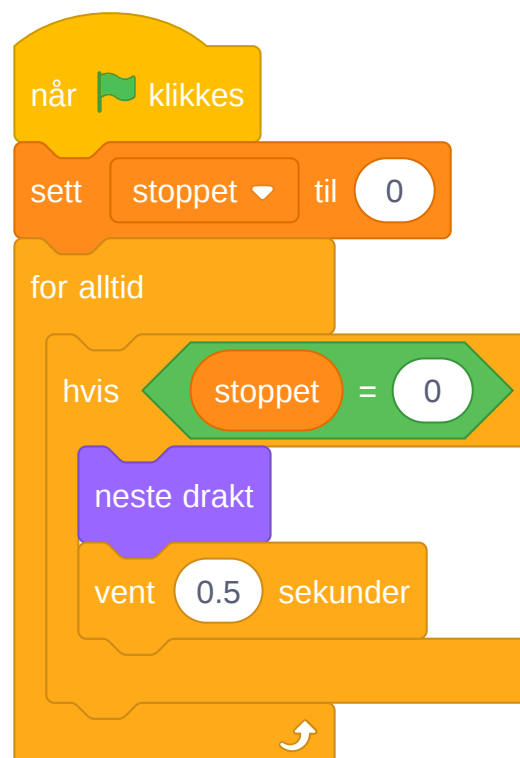 når klikkes
sett stoppet til 0
for alltid
hvis stoppet = 0
neste drakt
vent 0.5 sekunder